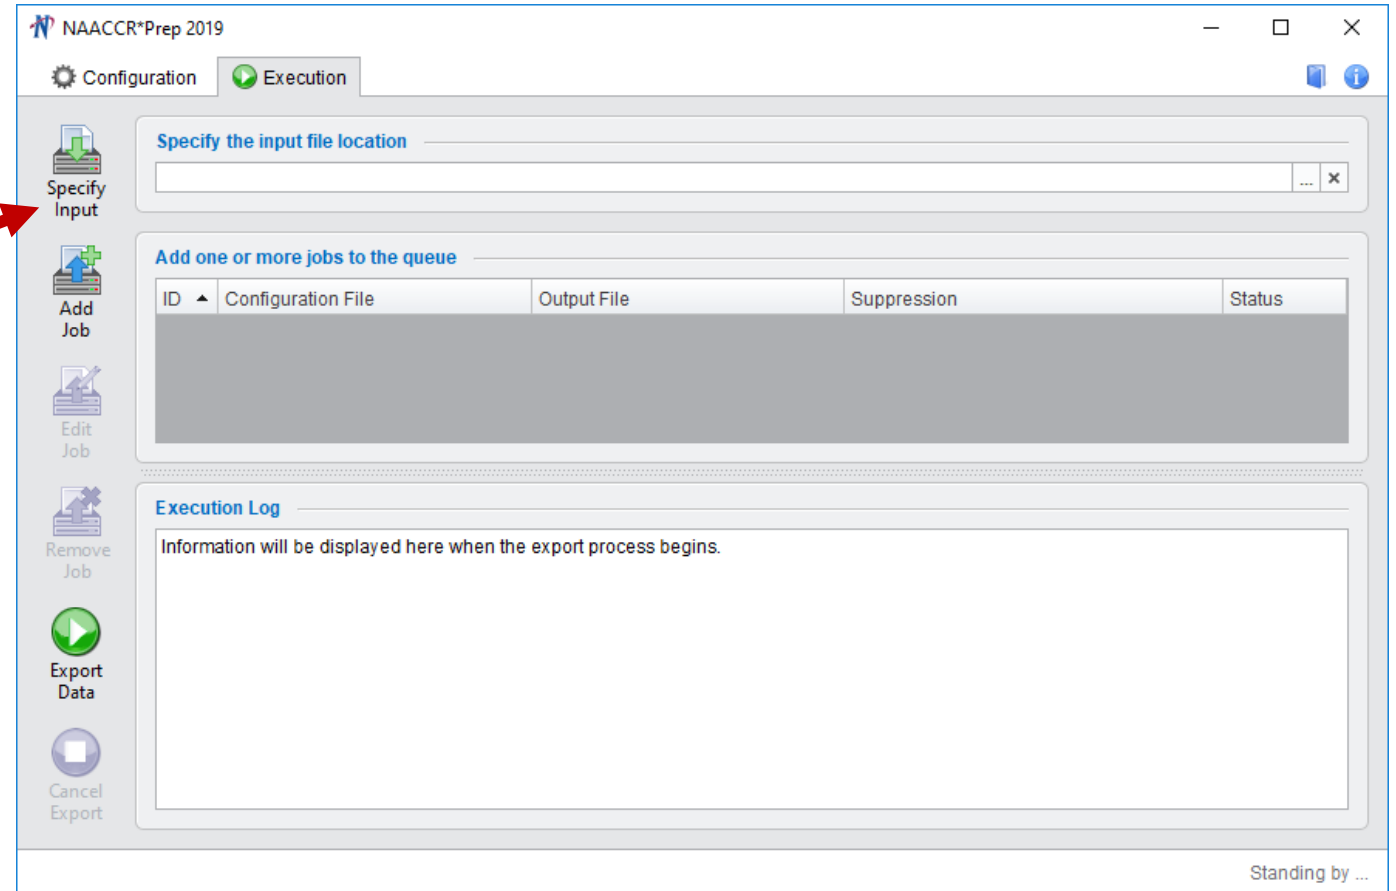 NAACCR*Prep 2019
Configuration Execution
Specify
Input
Specify the input file location
...
Add
Job
Add one or more jobs to the queue
ID Configuration File Output File Suppression Status
Edit
Job
Remove
Job
Execution Log
Information will be displayed here when the export process begins.
Export
Data
Cancel
Export
Standing by ...